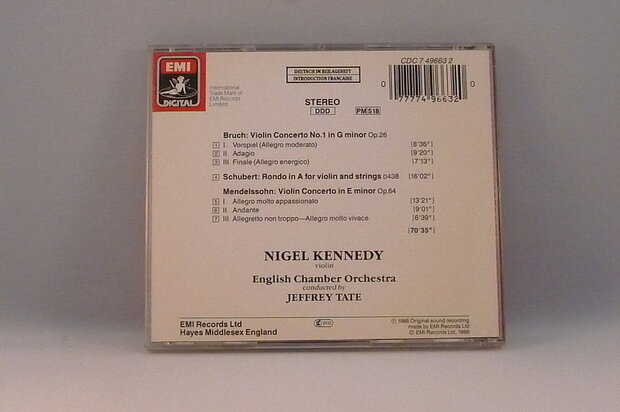 EMI
DIGITAL
International
Trade Mark of
EMI Records
Limited
DEUTSCH IM BEILAGENHEFT
INTRODUCTION FRANÇAISE
STEREO
DDD PM 518
CDC 7 49663 2
0 77774 96632 0
Bruch: Violin Concerto No.1 in G minor Op.26
1 I. Vorspiel (Allegro moderato) [8'36"]
2 II. Adagio [9'20"]
3 III. Finale (Allegro energico) [7'13"]
4 Schubert: Rondo in A for violin and strings D438 [16'02"]
Mendelssohn: Violin Concerto in E minor Op.64
5 I. Allegro molto appassionato [13'21"]
6 II. Andante [9'01"]
7 III. Allegretto non troppo—Allegro molto vivace [6'39"]
[70'35"]
NIGEL KENNEDY
violin
English Chamber Orchestra
conducted by
JEFFREY TATE
EMI Records Ltd
Hayes Middlesex England
℗ 1988 Original sound recording
made by EMI Records Ltd
© EMI Records Ltd, 1988